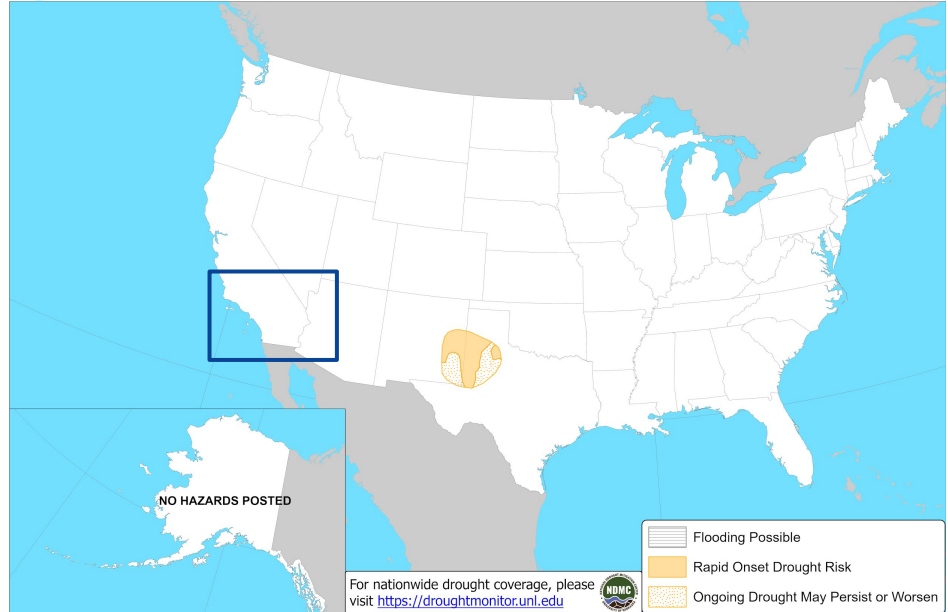 NO HAZARDS POSTED
For nationwide drought coverage, please
visit https://droughtmonitor.unl.edu
NDMC
Flooding Possible
Rapid Onset Drought Risk
Ongoing Drought May Persist or Worsen